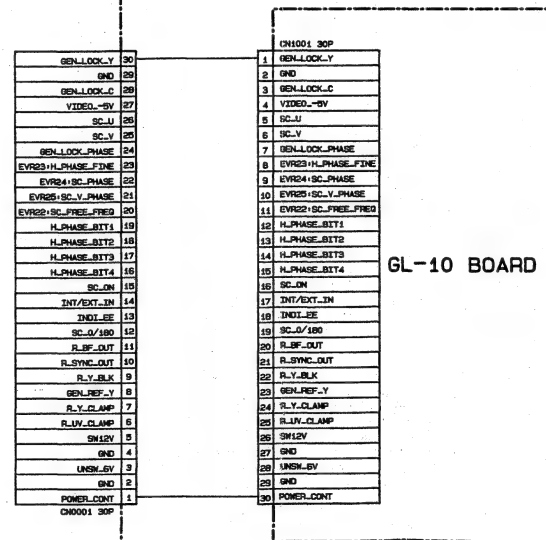 CN1001 30P
GEN_LOCK_Y 30
GND 29
GEN_LOCK_C 28
VIDEO_-5V 27
SC_U 26
SC_V 25
GEN_LOCK_PHASE 24
EVR23:H_PHASE_FINE 23
EVR24:SC_PHASE 22
EVR25:SC_V_PHASE 21
EVR22:SC_FREE_FREQ 20
H_PHASE_BIT1 19
H_PHASE_BIT2 18
H_PHASE_BIT3 17
H_PHASE_BIT4 16
SC_ON 15
INT/EXT_IN 14
INDI_EE 13
SC_0/180 12
R_BF_OUT 11
R_SYNC_OUT 10
R_Y_BLK 9
GEN_REF_Y 8
R_Y_CLAMP 7
R_UV_CLAMP 6
SW12V 5
GND 4
UNSW_6V 3
GND 2
POWER_CONT 1
CN0001 30P
1 GEN_LOCK_Y
2 GND
3 GEN_LOCK_C
4 VIDEO_-5V
5 SC_U
6 SC_V
7 GEN_LOCK_PHASE
8 EVR23:H_PHASE_FINE
9 EVR24:SC_PHASE
10 EVR25:SC_V_PHASE
11 EVR22:SC_FREE_FREQ
12 H_PHASE_BIT1
13 H_PHASE_BIT2
14 H_PHASE_BIT3
15 H_PHASE_BIT4
16 SC_ON
17 INT/EXT_IN
18 INDI_EE
19 SC_0/180
20 R_BF_OUT
21 R_SYNC_OUT
22 R_Y_BLK
23 GEN_REF_Y
24 R_Y_CLAMP
25 R_UV_CLAMP
26 SW12V
27 GND
28 UNSW_6V
29 GND
30 POWER_CONT
GL-10 BOARD